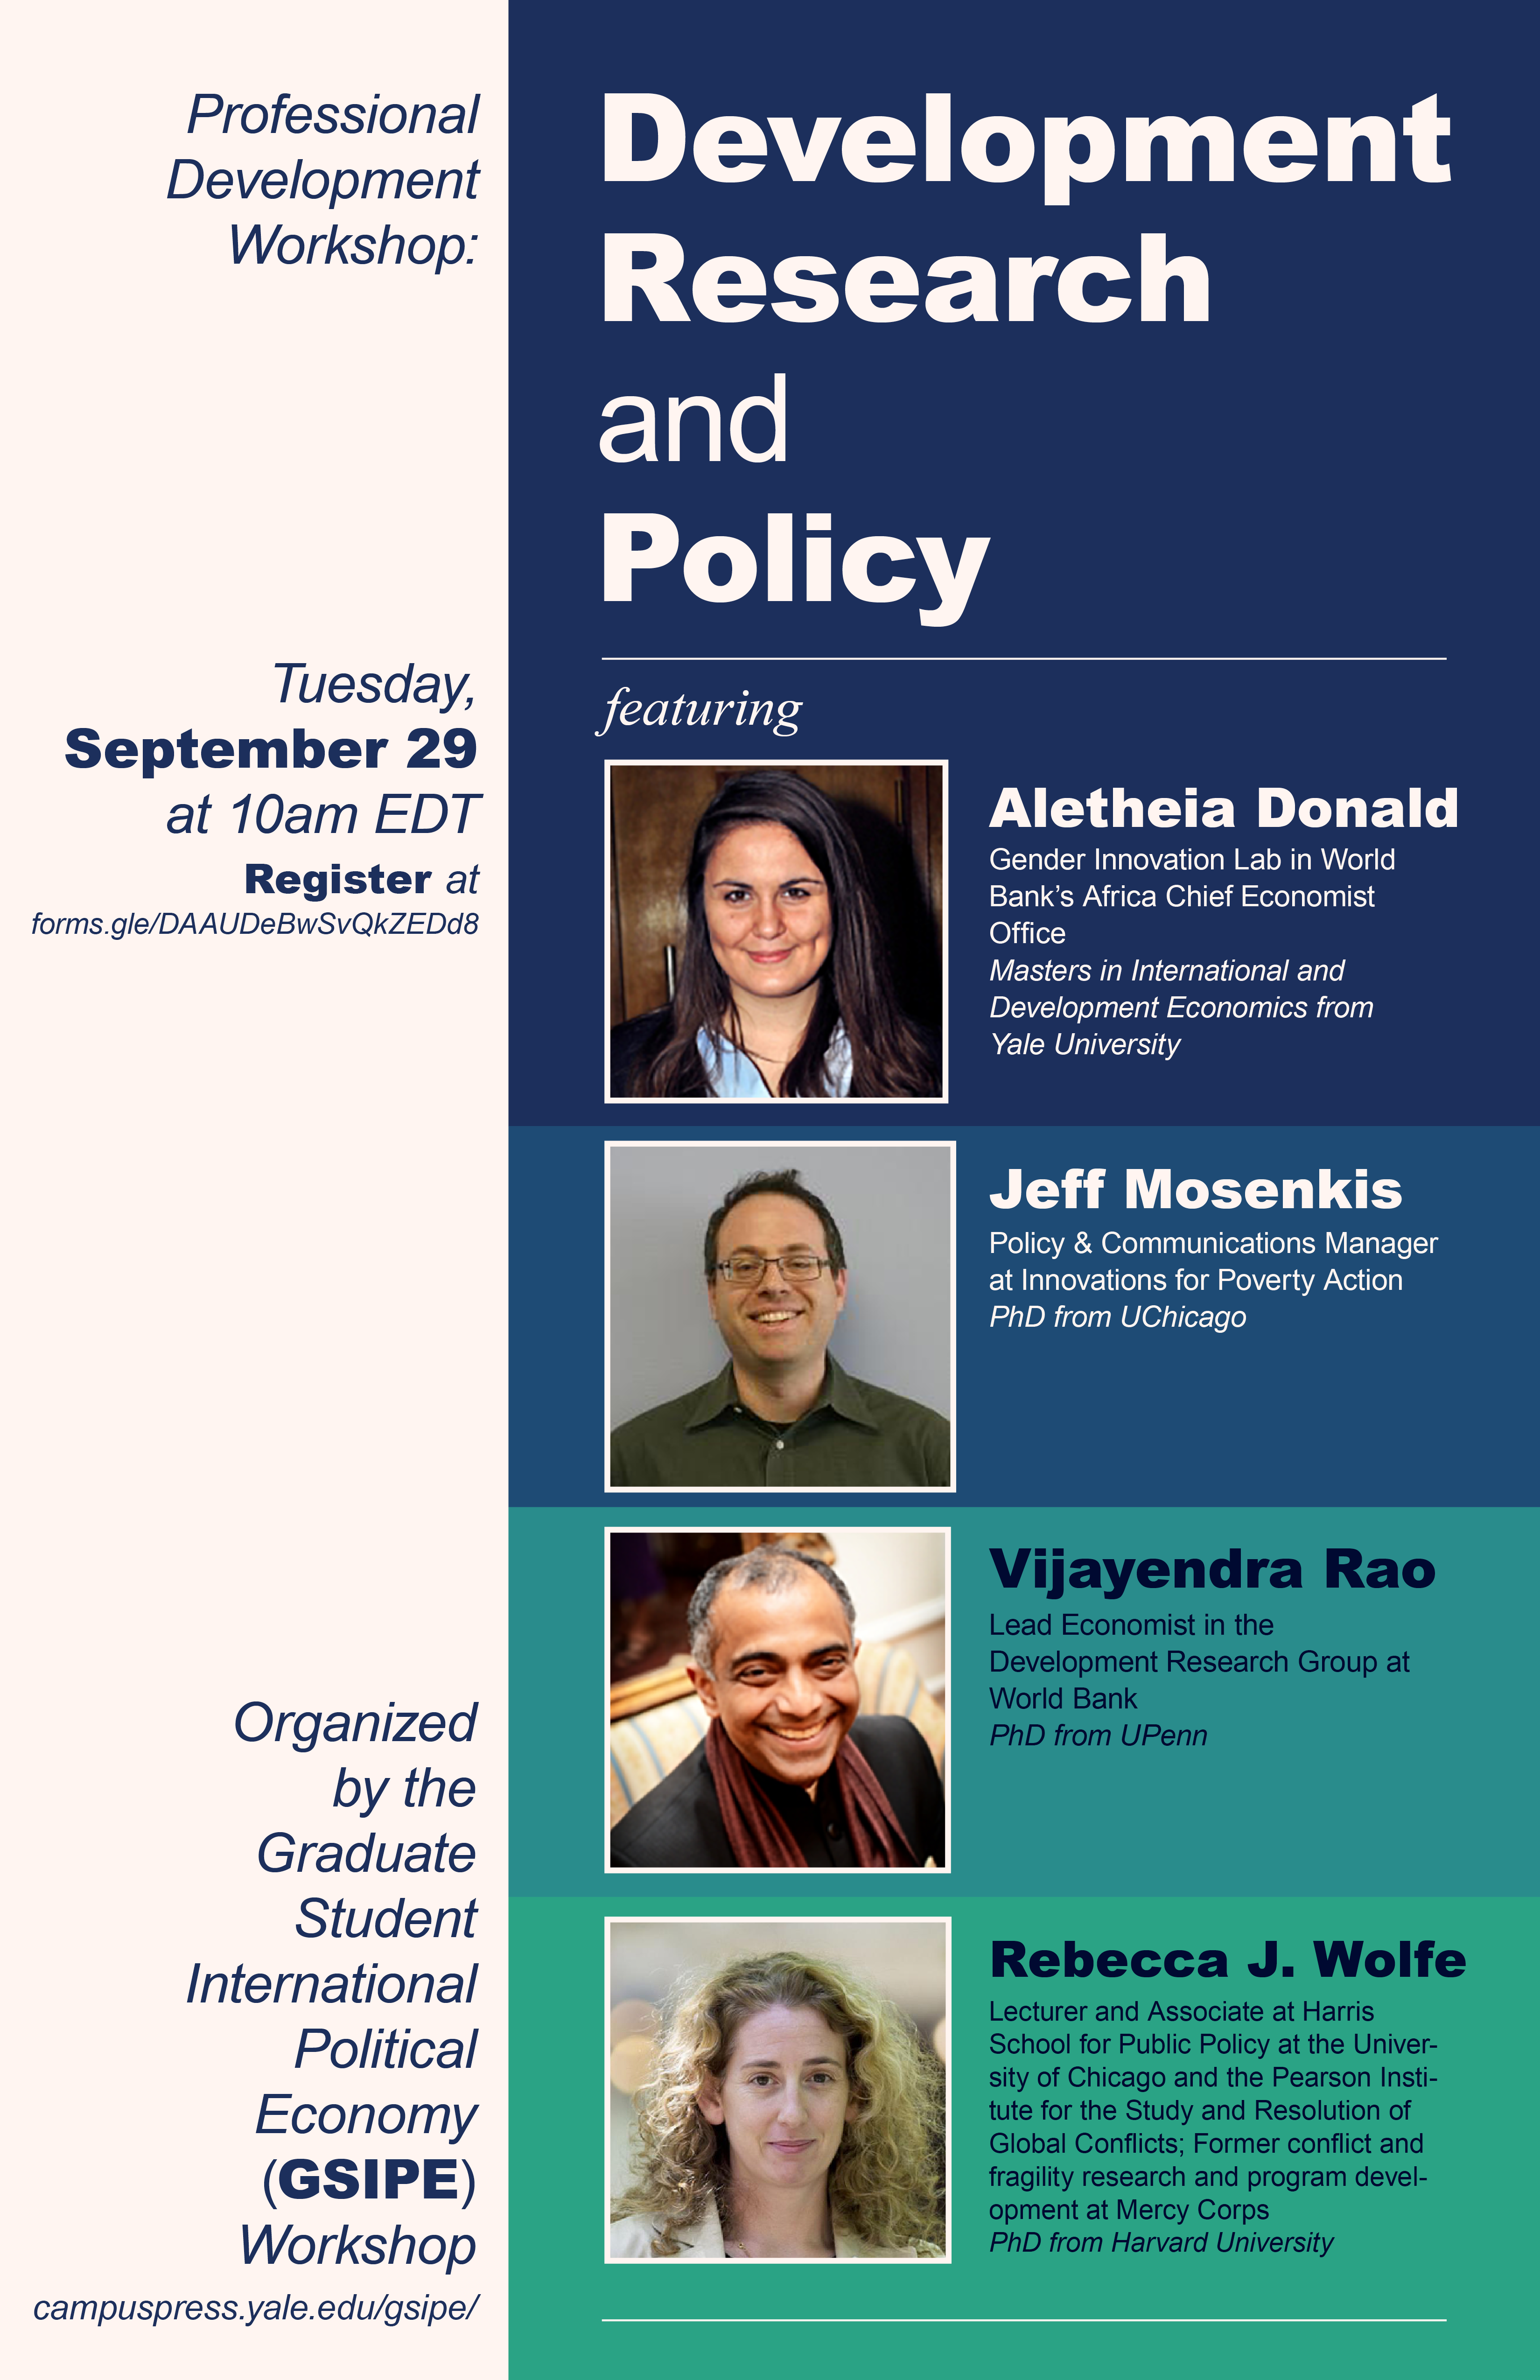 Professional
Development
Workshop:
Development
Research
and
Policy
Tuesday,
September 29
at 10am EDT
Register at
forms.gle/DAAUDeBwSvQkZEDd8
featuring
Aletheia Donald
Gender Innovation Lab in World
Bank’s Africa Chief Economist
Office
Masters in International and
Development Economics from
Yale University
Jeff Mosenkis
Policy & Communications Manager
at Innovations for Poverty Action
PhD from UChicago
Vijayendra Rao
Lead Economist in the
Development Research Group at
World Bank
PhD from UPenn
Rebecca J. Wolfe
Lecturer and Associate at Harris
School for Public Policy at the Univer-
sity of Chicago and the Pearson Insti-
tute for the Study and Resolution of
Global Conflicts; Former conflict and
fragility research and program devel-
opment at Mercy Corps
PhD from Harvard University
Organized
by the
Graduate
Student
International
Political
Economy
(GSIPE)
Workshop
campuspress.yale.edu/gsipe/